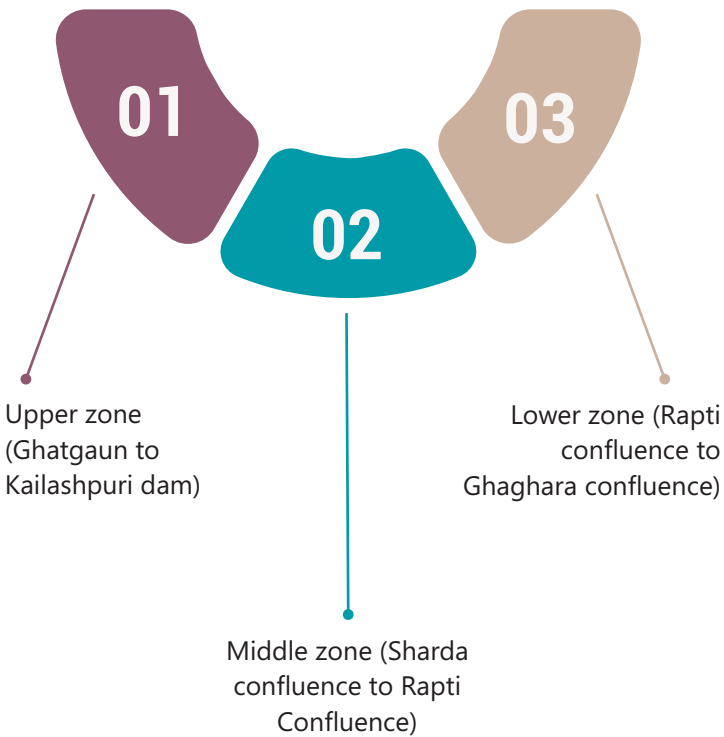 01
02
03
Upper zone
(Ghatgaun to
Kailashpuri dam)
Lower zone (Rapti
confluence to
Ghaghara confluence)
Middle zone (Sharda
confluence to Rapti
Confluence)